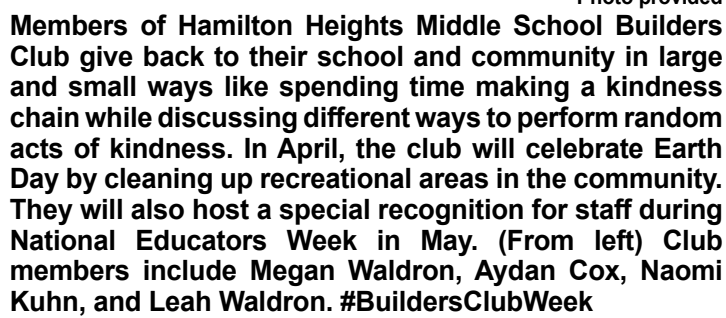 Photo provided
Members of Hamilton Heights Middle School Builders
Club give back to their school and community in large
and small ways like spending time making a kindness
chain while discussing different ways to perform random
acts of kindness. In April, the club will celebrate Earth
Day by cleaning up recreational areas in the community.
They will also host a special recognition for staff during
National Educators Week in May. (From left) Club
members include Megan Waldron, Aydan Cox, Naomi
Kuhn, and Leah Waldron. #BuildersClubWeek